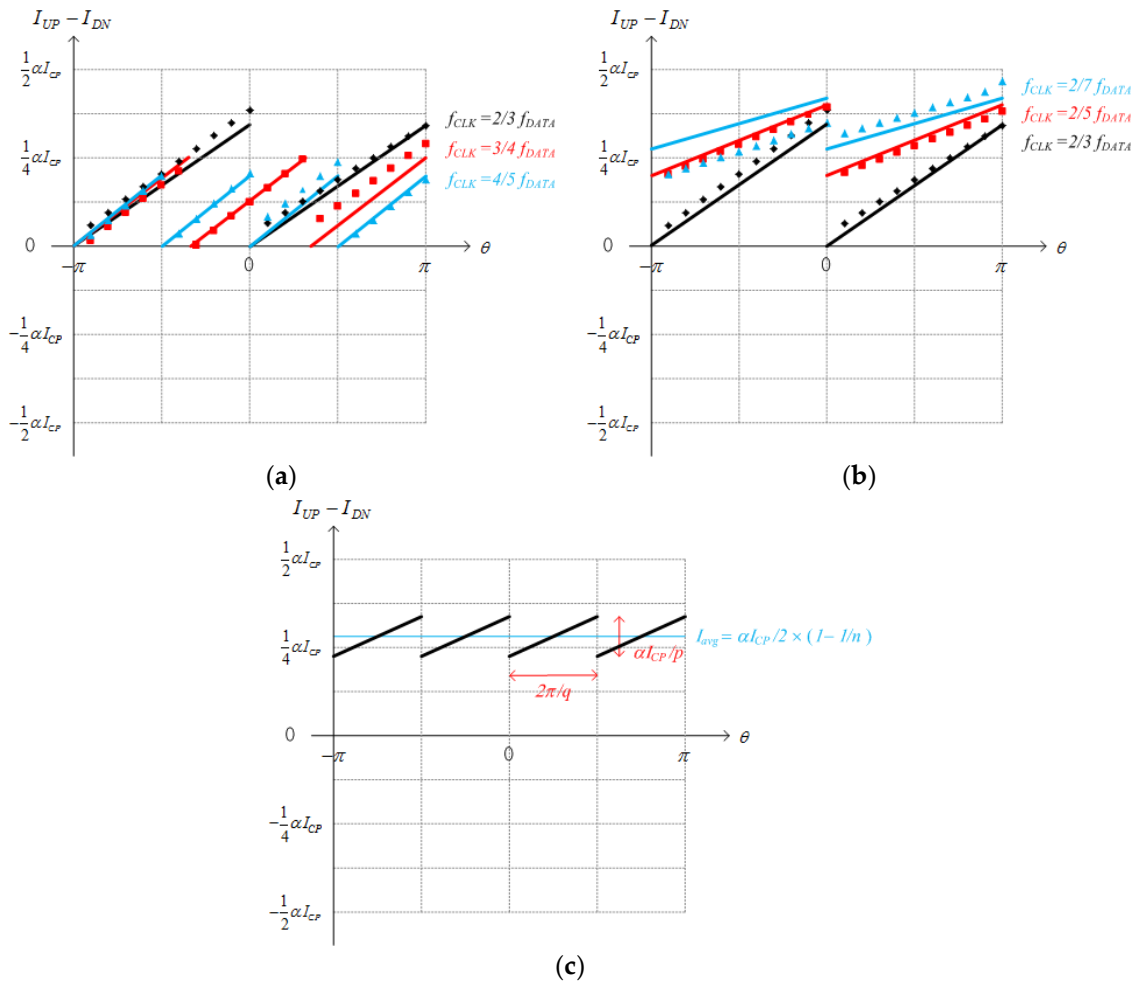 I_UP − I_DN
1/2 αI_CP
1/4 αI_CP
0
−1/4 αI_CP
−1/2 αI_CP
−π
0
π
θ
f_CLK =2/3 f_DATA
f_CLK =3/4 f_DATA
f_CLK =4/5 f_DATA
(a)
I_UP − I_DN
1/2 αI_CP
1/4 αI_CP
0
−1/4 αI_CP
−1/2 αI_CP
−π
0
π
θ
f_CLK =2/7 f_DATA
f_CLK =2/5 f_DATA
f_CLK =2/3 f_DATA
(b)
I_UP − I_DN
1/2 αI_CP
1/4 αI_CP
0
−1/4 αI_CP
−1/2 αI_CP
−π
0
π
θ
I_avg = αI_CP/2 × (1− 1/n)
αI_CP/p
2π/q
(c)